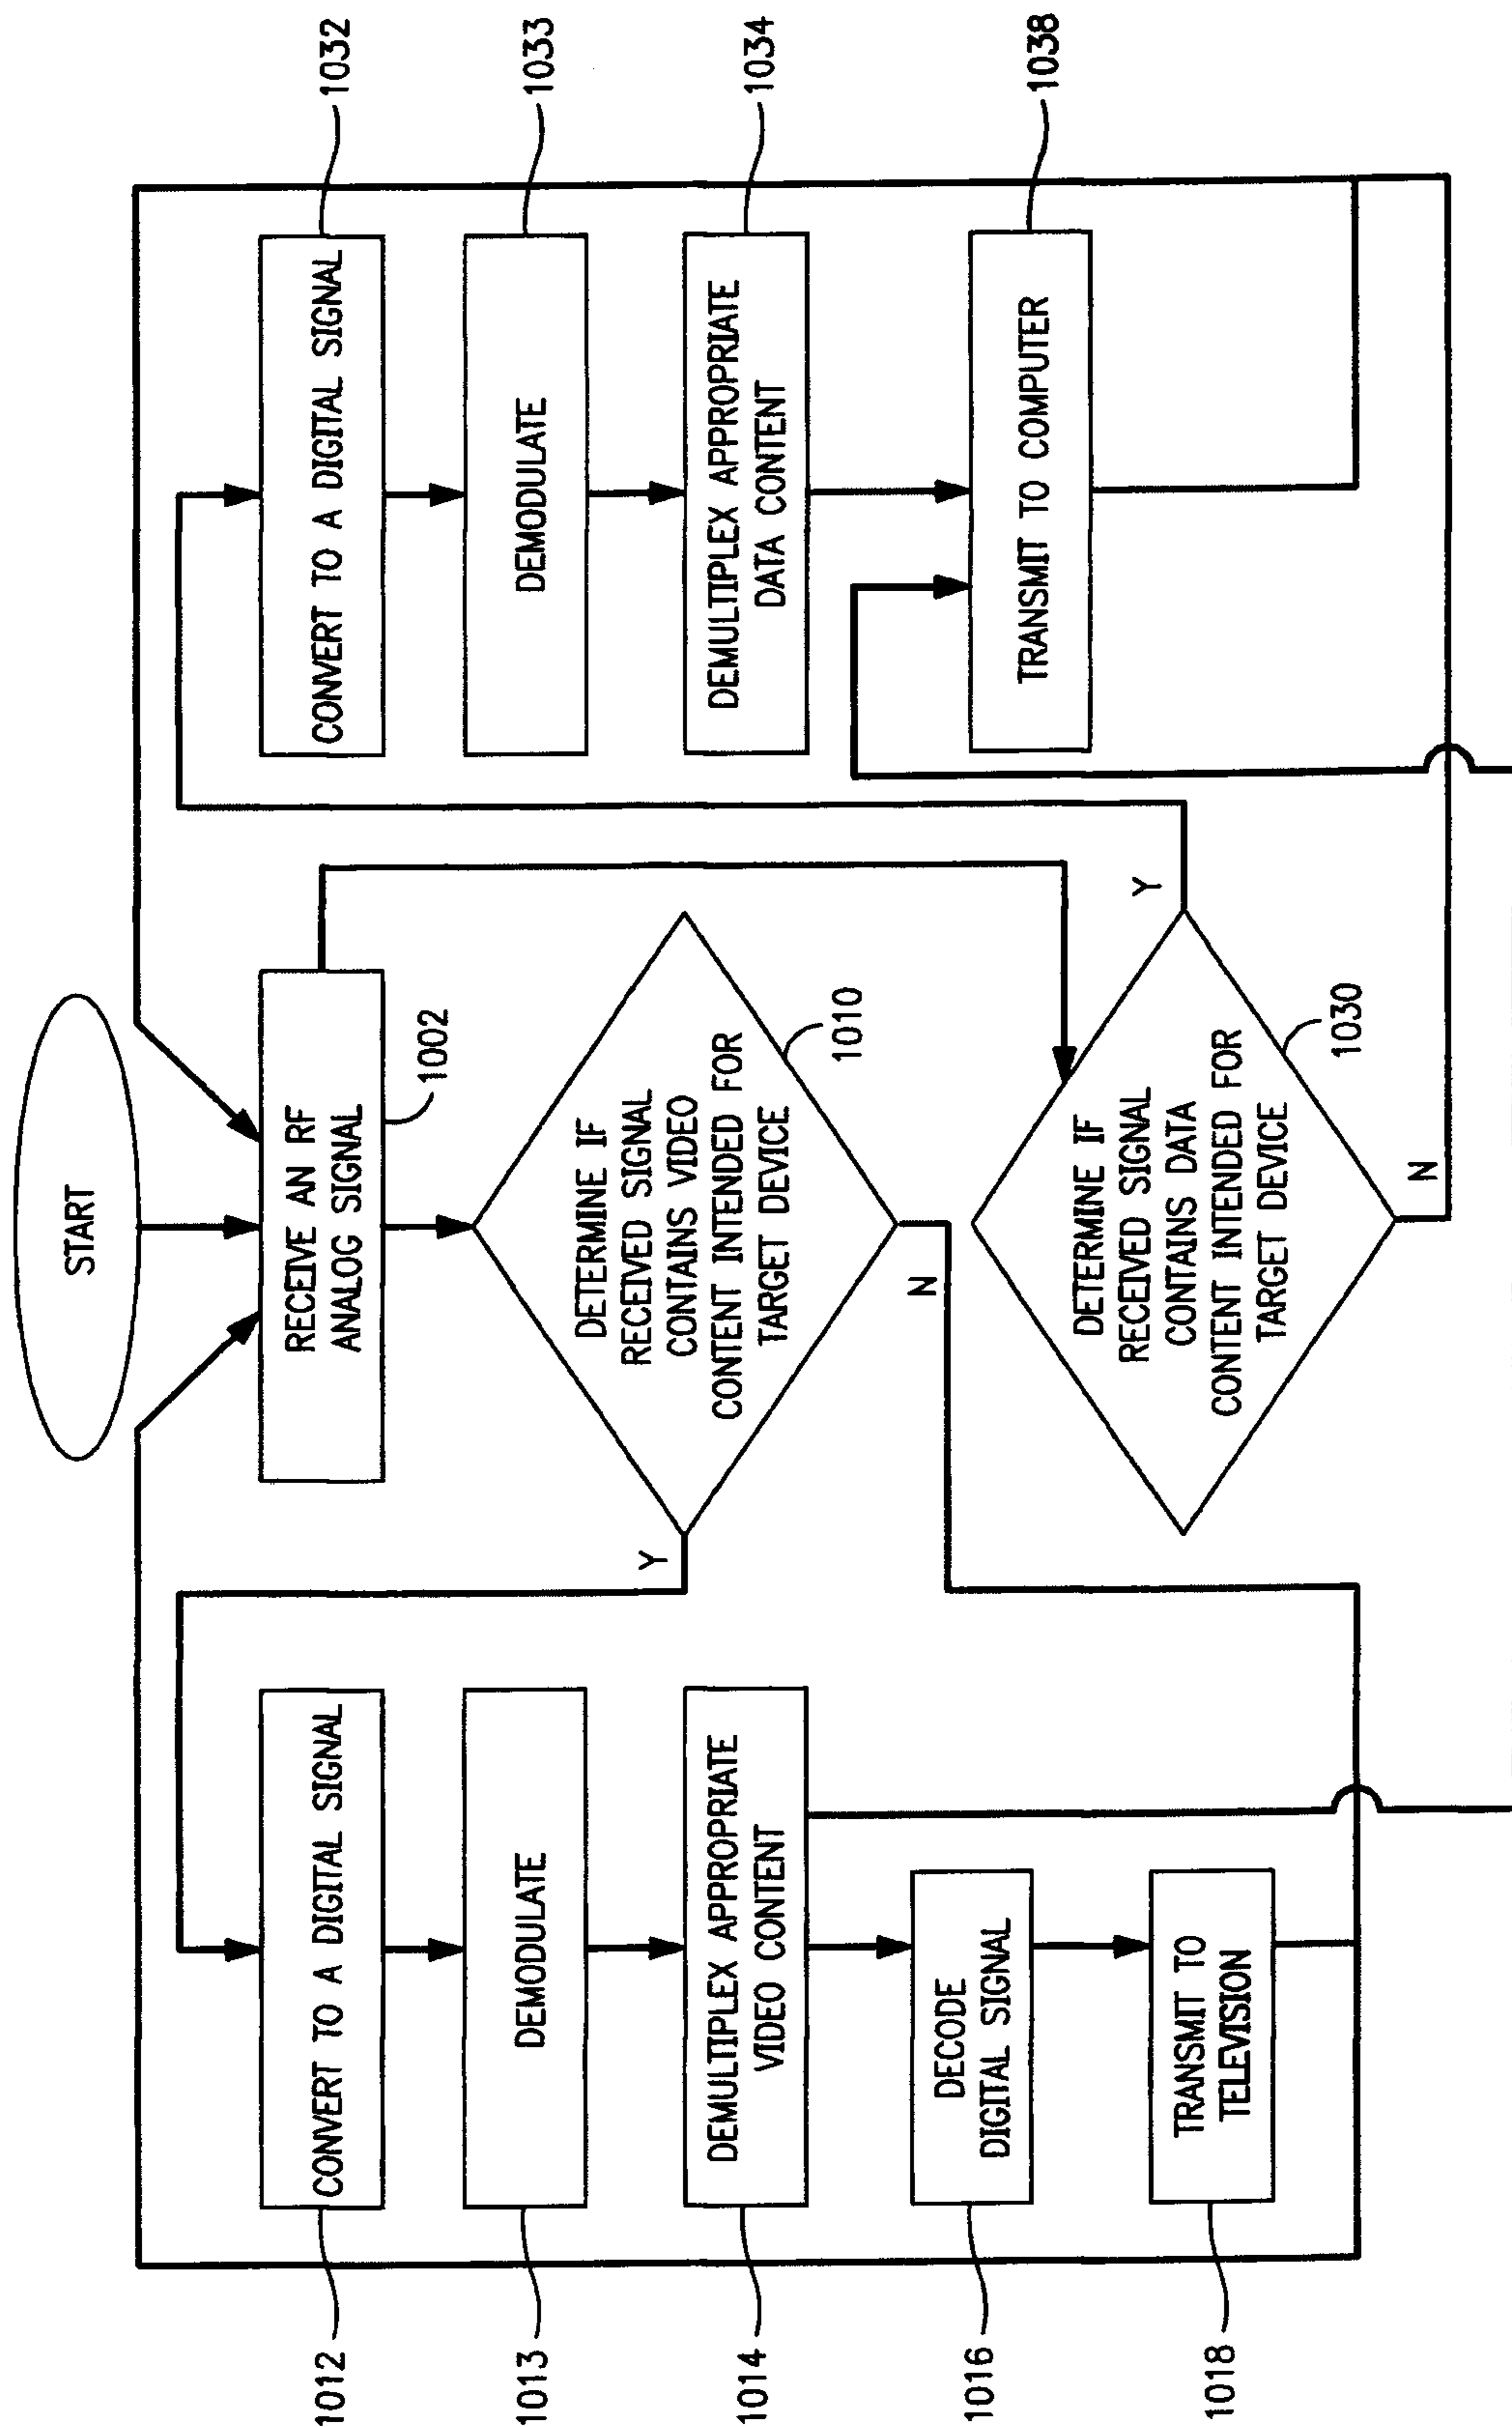 START
RECEIVE AN RF
ANALOG SIGNAL
1002
DETERMINE IF
RECEIVED SIGNAL
CONTAINS VIDEO
CONTENT INTENDED FOR
TARGET DEVICE
1010
Y
N
CONVERT TO A DIGITAL SIGNAL
1012
DEMODULATE
1013
DEMULTIPLEX APPROPRIATE
VIDEO CONTENT
1014
DECODE
DIGITAL SIGNAL
1016
TRANSMIT TO
TELEVISION
1018
DETERMINE IF
RECEIVED SIGNAL
CONTAINS DATA
CONTENT INTENDED FOR
TARGET DEVICE
1030
Y
N
CONVERT TO A DIGITAL SIGNAL
1032
DEMODULATE
1033
DEMULTIPLEX APPROPRIATE
DATA CONTENT
1034
TRANSMIT TO COMPUTER
1038